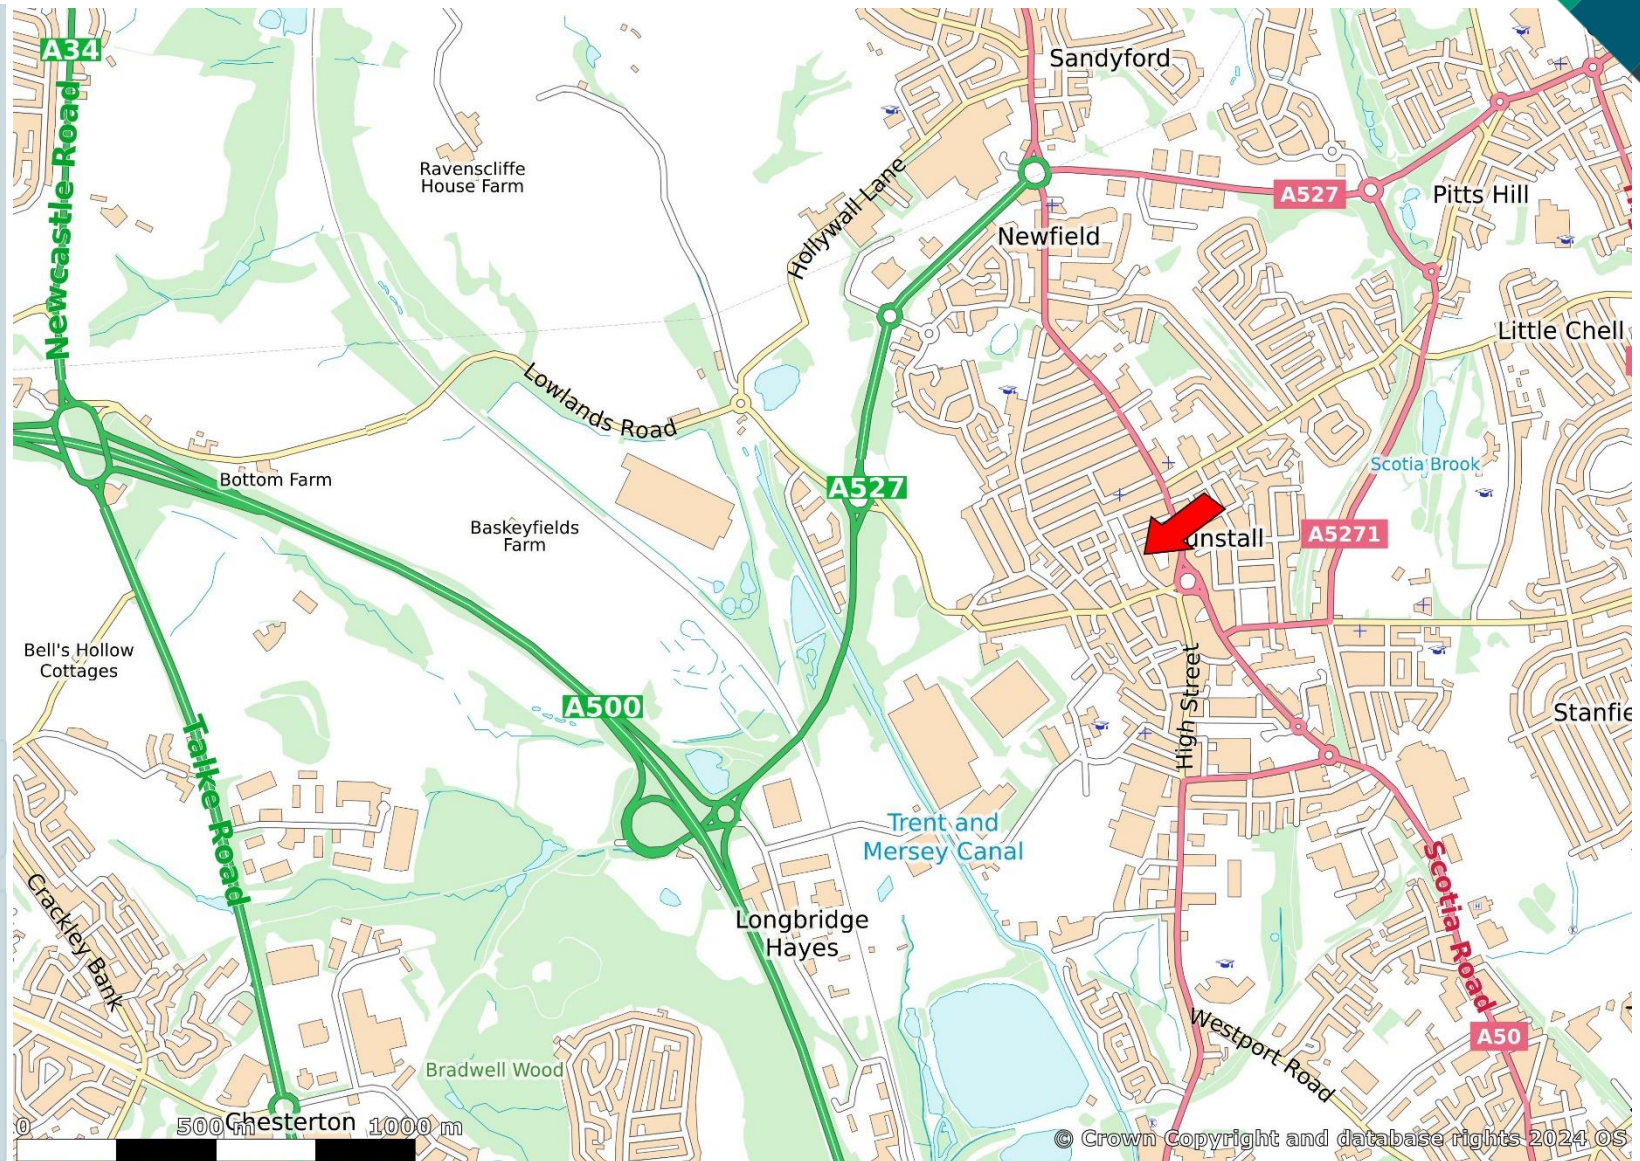 A34
Newcastle Road
Sandyford
Ravenscliffe
House Farm
Hollywall Lane
A527
Pitts Hill
Newfield
Little Chell
Lowlands Road
Scotia Brook
Bottom Farm
A527
Baskeyfields
Farm
unstall
A5271
Bell's Hollow
Cottages
A500
High Street
Stanfie
Talke Road
Trent and
Mersey Canal
Scotia Road
Crackley Bank
Longbridge
Hayes
Westport Road
A50
Bradwell Wood
Chesterton
0
500 m
1000 m
© Crown Copyright and database rights 2024 OS